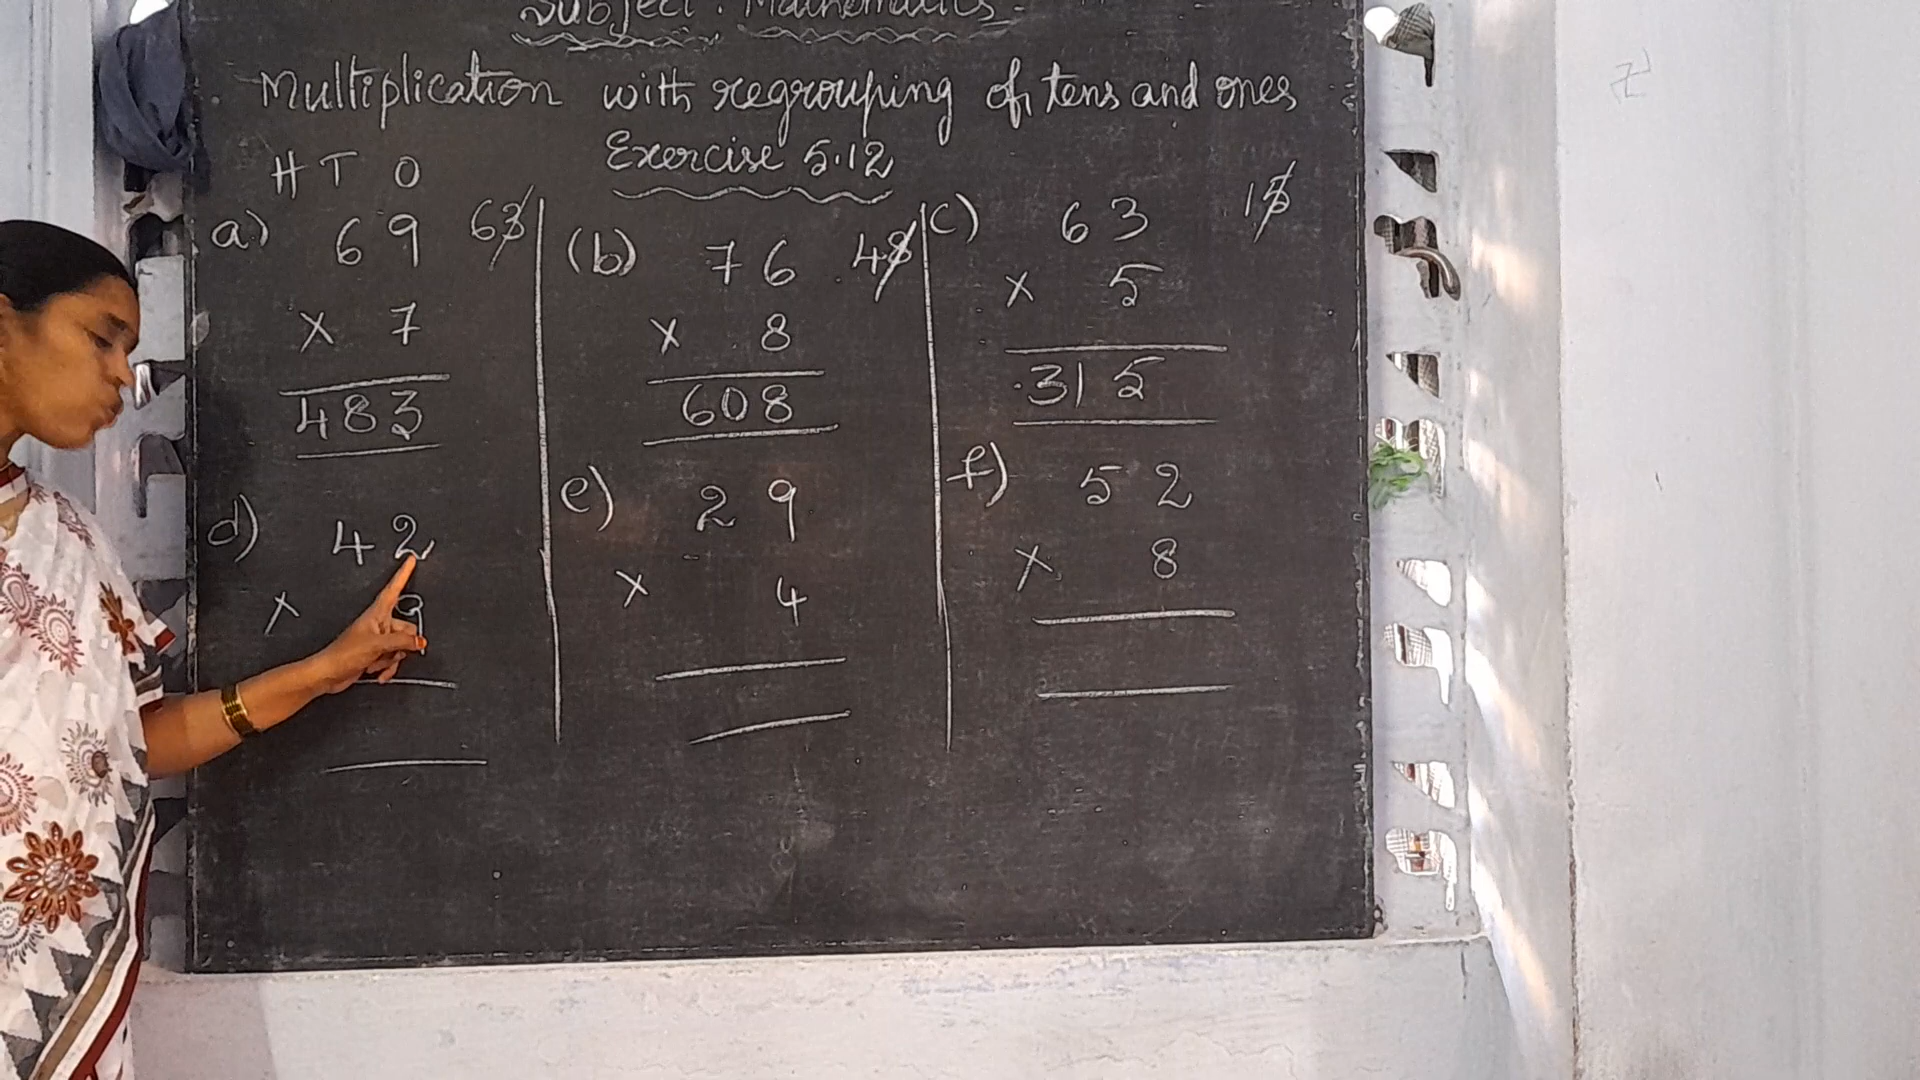 Subject : Mathematics
Multiplication with regrouping of tens and ones
Exercise 5.12
H T O
a) 69 63
× 7
483
(b) 76 48
× 8
608
c) 63 15
× 5
315
d) 42
× 9
e) 29
× 4
f) 52
× 8